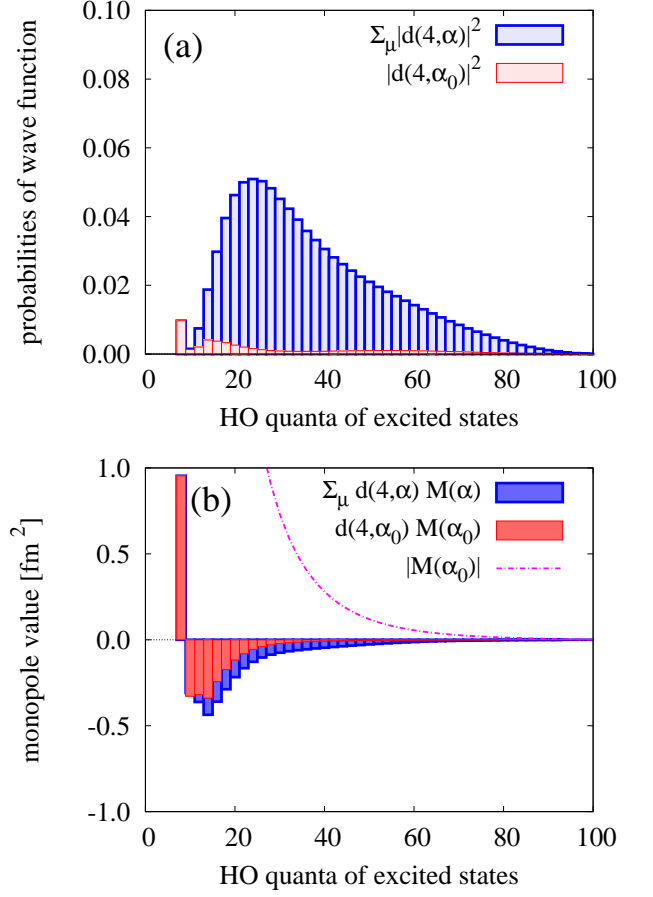 (a)
Σμ|d(4,α)|²
|d(4,α₀)|²
probabilities of wave function
0.10
0.08
0.06
0.04
0.02
0.00
0 20 40 60 80 100
HO quanta of excited states
(b)
Σμ d(4,α) M(α)
d(4,α₀) M(α₀)
|M(α₀)|
monopole value [fm ²]
1.0
0.5
0.0
-0.5
-1.0
0 20 40 60 80 100
HO quanta of excited states